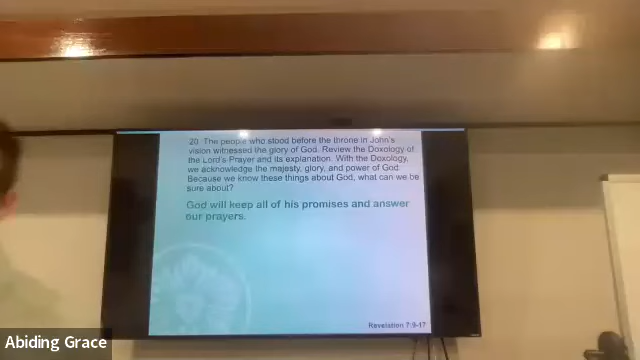 20. The people who stood before the throne in John's
vision witnessed the glory of God. Review the Doxology of
the Lord's Prayer and its explanation. With the Doxology,
we acknowledge the majesty, glory, and power of God.
Because we know these things about God, what can we be
sure about?
God will keep all of his promises and answer
our prayers.
Revelation 7:9-17
Abiding Grace